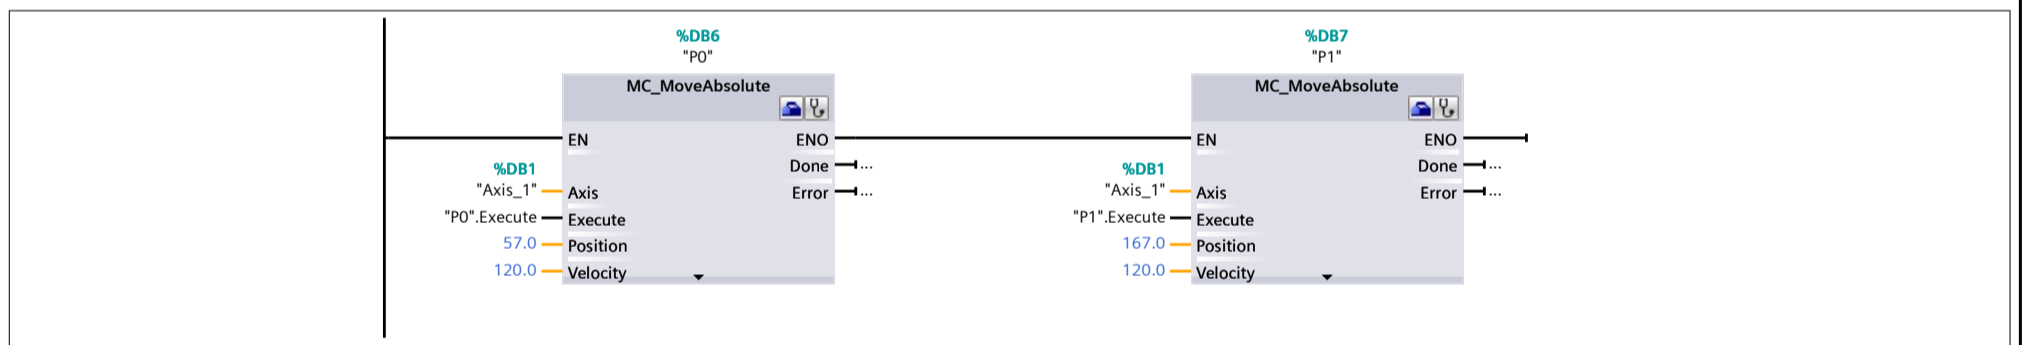 %DB6
"P0"
MC_MoveAbsolute
EN
ENO
Done
%DB1
"Axis_1"
Axis
Error
"P0".Execute
Execute
57.0
Position
120.0
Velocity
%DB7
"P1"
MC_MoveAbsolute
EN
ENO
Done
%DB1
"Axis_1"
Axis
Error
"P1".Execute
Execute
167.0
Position
120.0
Velocity
...
...
...
...